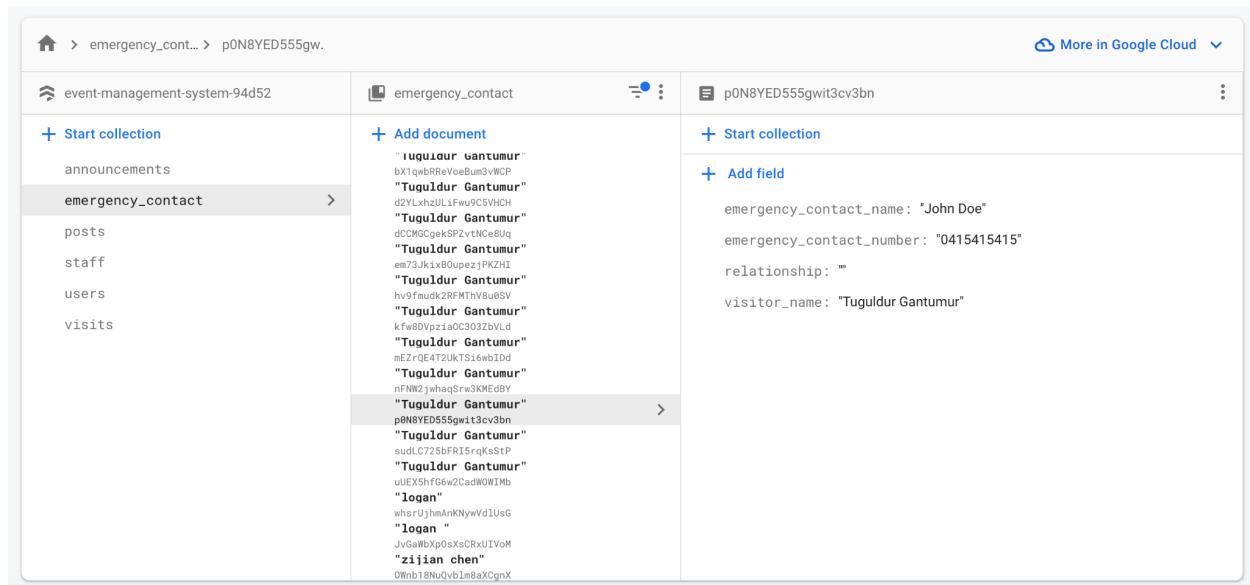 emergency_cont... > p0N8YED555gw.
More in Google Cloud
event-management-system-94d52
Start collection
announcements
emergency_contact
posts
staff
users
visits
emergency_contact
Add document
"Tuguldur Gantumur"
bX1qwbRReVoeBum3vWCP
"Tuguldur Gantumur"
d2YLxhzULiFwu9C5VHCH
"Tuguldur Gantumur"
dCCMGCgekSPZvtNCe8Uq
"Tuguldur Gantumur"
em73JkixBOupezjPKZHI
"Tuguldur Gantumur"
hv9fmudk2RFMThV8u0SV
"Tuguldur Gantumur"
kfw8DVpziaOC3O3ZbVLd
"Tuguldur Gantumur"
mEZrQE4T2UkTSi6wbIDd
"Tuguldur Gantumur"
nFNW2jwhaqSrw3KMEdBY
"Tuguldur Gantumur"
p0N8YED555gwit3cv3bn
"Tuguldur Gantumur"
sudLC725bFRI5rqKsStP
"Tuguldur Gantumur"
uUEX5hfG6w2CadWOWIMb
"logan"
whsrUjhmAnKNywVdlUsG
"logan "
JvGaWbXpOsXsCRxUIVoM
"zijian chen"
OWnb18NuQvblm8aXCgnX
p0N8YED555gwit3cv3bn
Start collection
Add field
emergency_contact_name: "John Doe"
emergency_contact_number: "0415415415"
relationship: ""
visitor_name: "Tuguldur Gantumur"